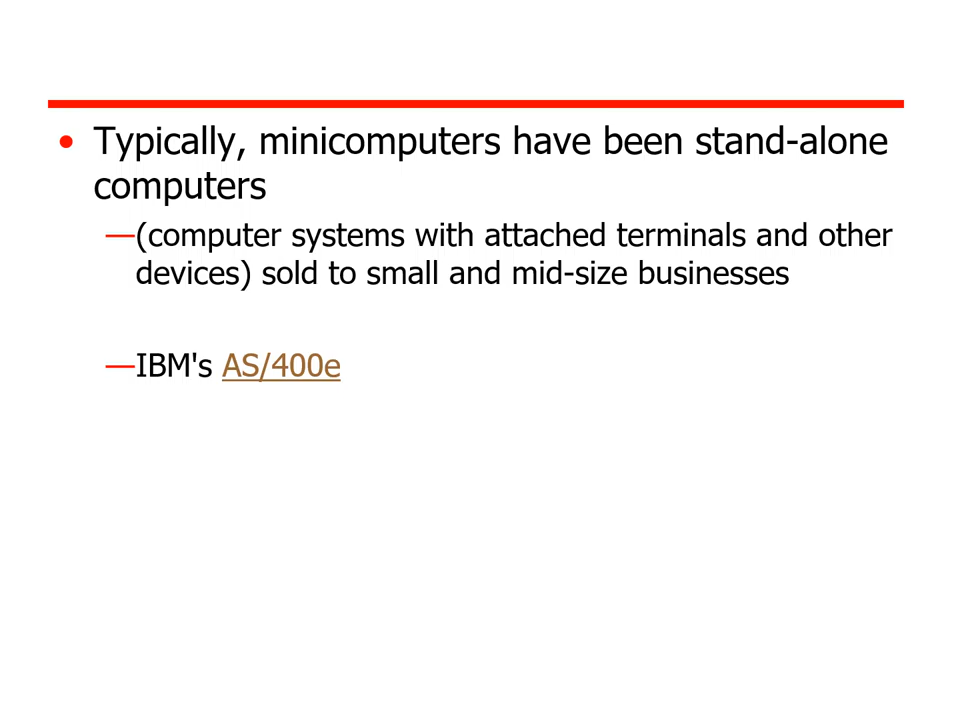 • Typically, minicomputers have been stand-alone
computers
—(computer systems with attached terminals and other
devices) sold to small and mid-size businesses
—IBM's AS/400e